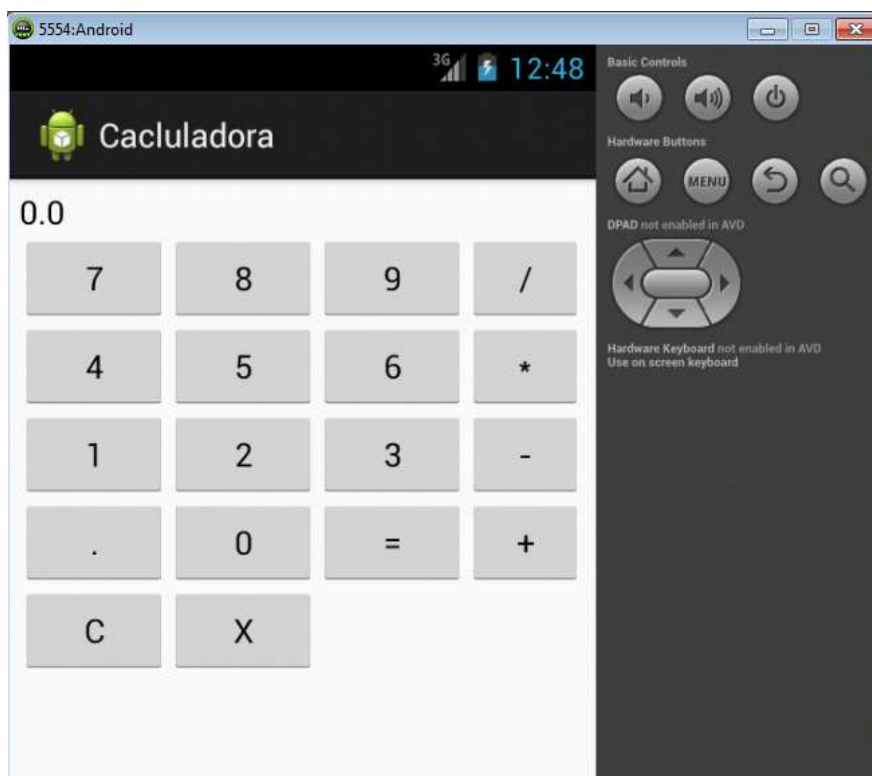 5554:Android
3G 12:48
Cacluladora
0.0
7 8 9 /
4 5 6 *
1 2 3 -
. 0 = +
C X
Basic Controls
Hardware Buttons
MENU
DPAD not enabled in AVD
Hardware Keyboard not enabled in AVD
Use on screen keyboard